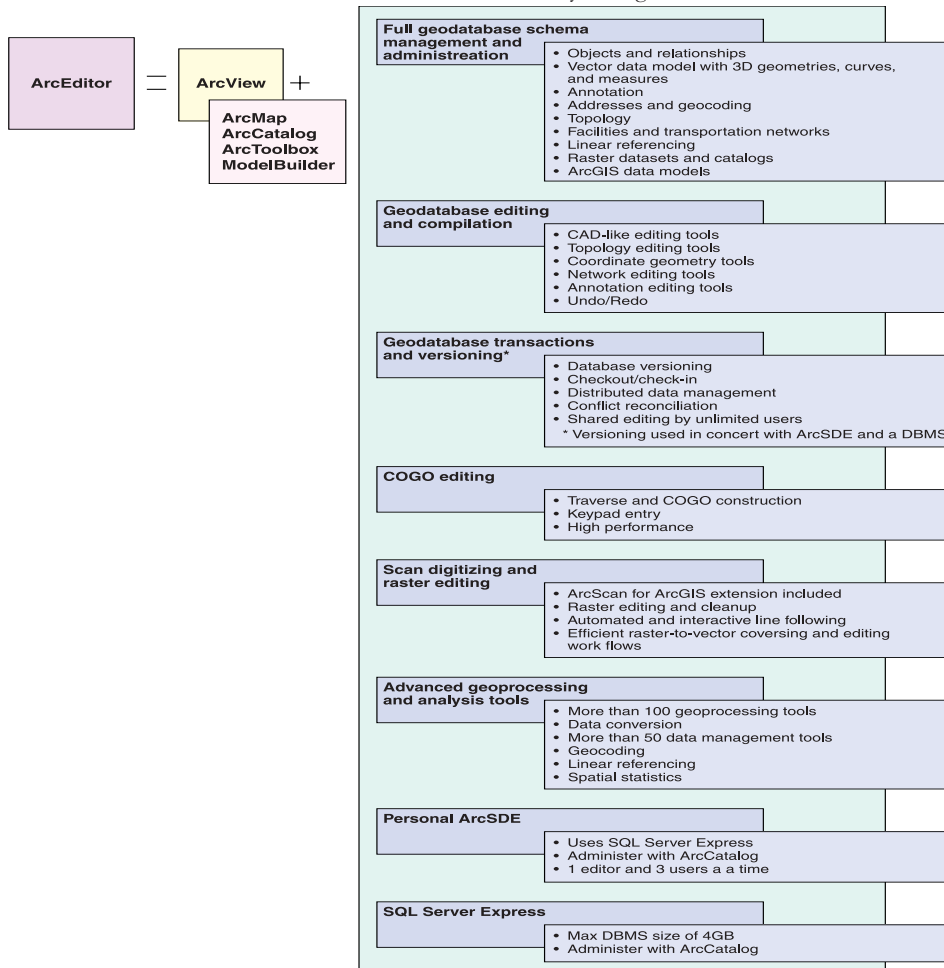 ArcEditor
=
ArcView
+
ArcMap
ArcCatalog
ArcToolbox
ModelBuilder
Full geodatabase schema
management and
administreation
• Objects and relationships
• Vector data model with 3D geometries, curves,
and measures
• Annotation
• Addresses and geocoding
• Topology
• Facilities and transportation networks
• Linear referencing
• Raster datasets and catalogs
• ArcGIS data models
Geodatabase editing
and compilation
• CAD-like editing tools
• Topology editing tools
• Coordinate geometry tools
• Network editing tools
• Annotation editing tools
• Undo/Redo
Geodatabase transactions
and versioning*
• Database versioning
• Checkout/check-in
• Distributed data management
• Conflict reconciliation
• Shared editing by unlimited users
* Versioning used in concert with ArcSDE and a DBMS
COGO editing
• Traverse and COGO construction
• Keypad entry
• High performance
Scan digitizing and
raster editing
• ArcScan for ArcGIS extension included
• Raster editing and cleanup
• Automated and interactive line following
• Efficient raster-to-vector coversing and editing
work flows
Advanced geoprocessing
and analysis tools
• More than 100 geoprocessing tools
• Data conversion
• More than 50 data management tools
• Geocoding
• Linear referencing
• Spatial statistics
Personal ArcSDE
• Uses SQL Server Express
• Administer with ArcCatalog
• 1 editor and 3 users a a time
SQL Server Express
• Max DBMS size of 4GB
• Administer with ArcCatalog